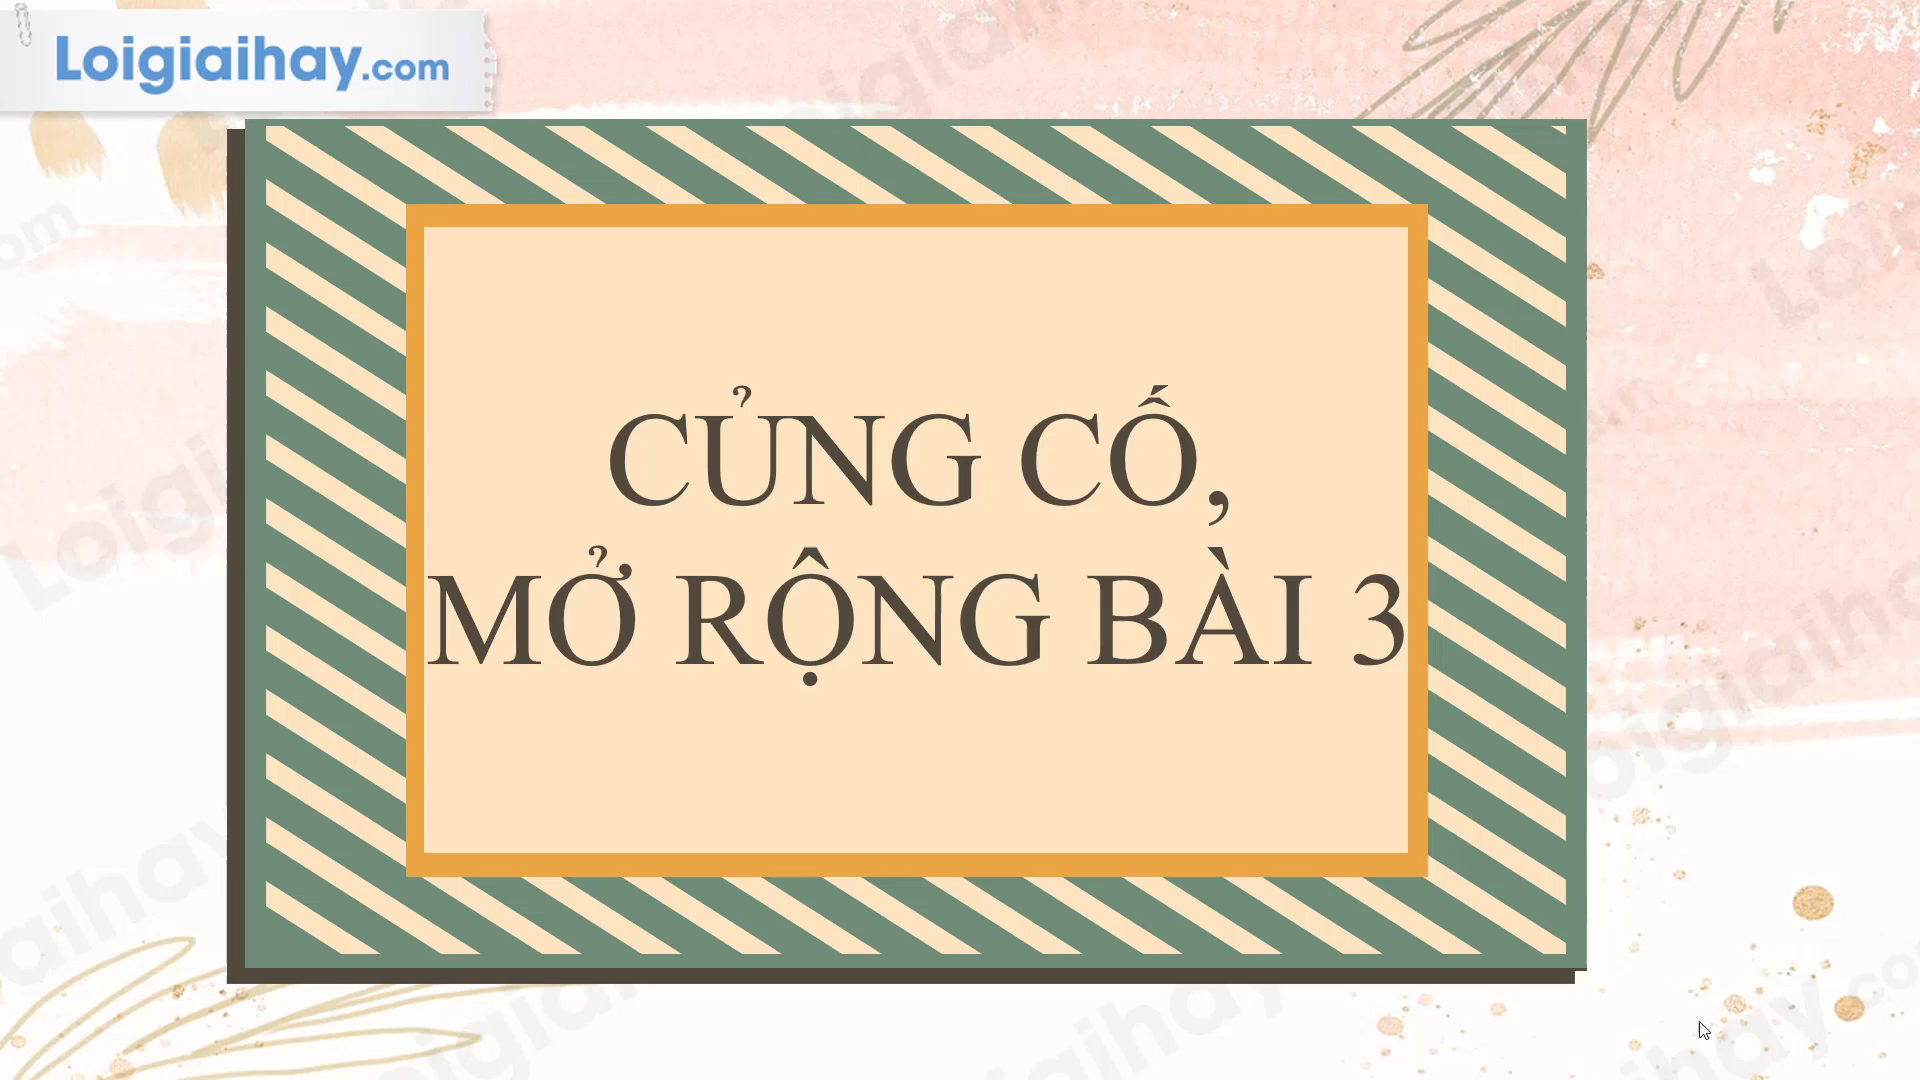 Loigiaihay.com
CỦNG CỐ,
MỞ RỘNG BÀI 3